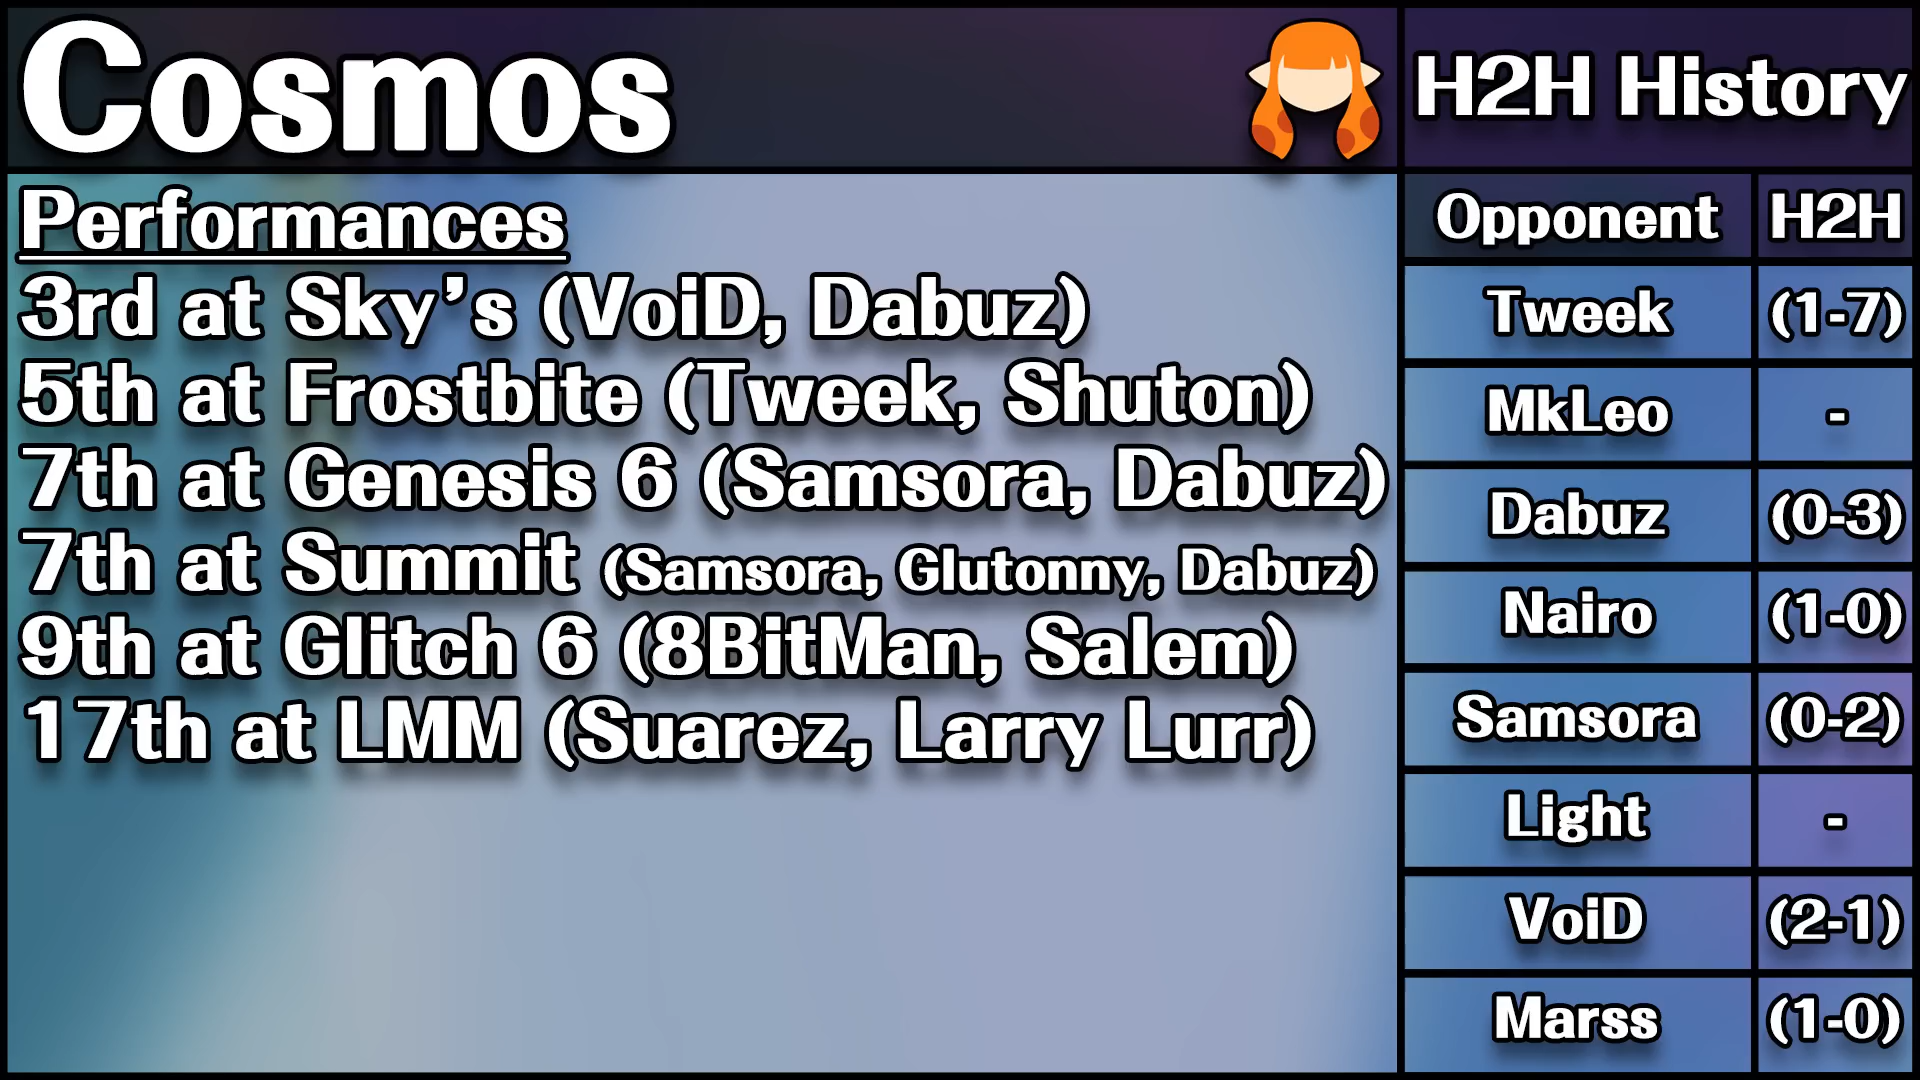 Cosmos
Performances
3rd at Sky’s (VoiD, Dabuz)
5th at Frostbite (Tweek, Shuton)
7th at Genesis 6 (Samsora, Dabuz)
7th at Summit (Samsora, Glutonny, Dabuz)
9th at Glitch 6 (8BitMan, Salem)
17th at LMM (Suarez, Larry Lurr)
H2H History
Opponent H2H
Tweek (1-7)
MkLeo -
Dabuz (0-3)
Nairo (1-0)
Samsora (0-2)
Light -
VoiD (2-1)
Marss (1-0)